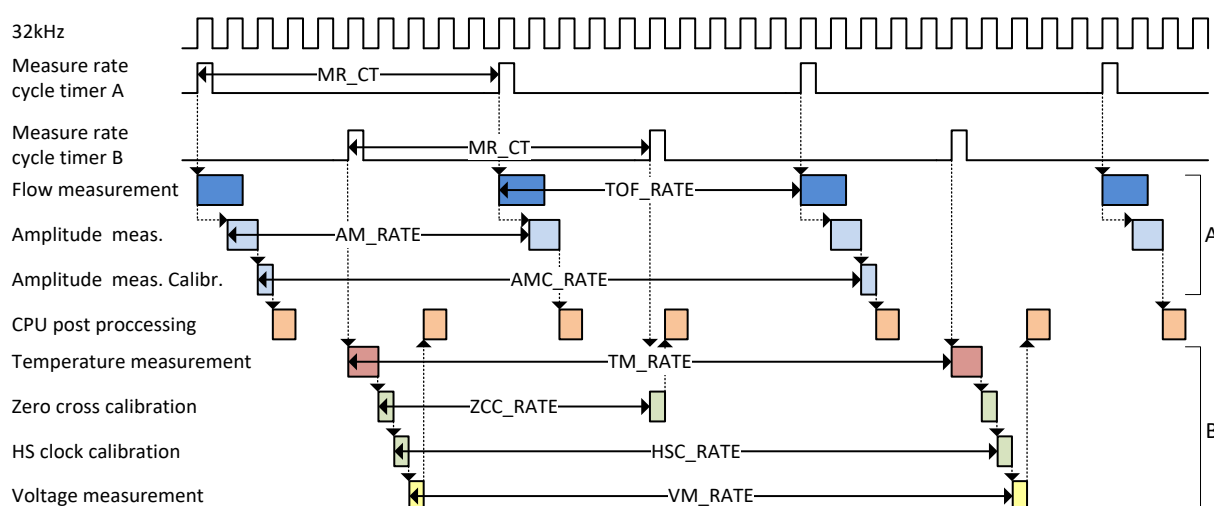 32kHz
Measure rate
cycle timer A
MR_CT
Measure rate
cycle timer B
MR_CT
Flow measurement
TOF_RATE
Amplitude meas.
AM_RATE
A
Amplitude meas. Calibr.
AMC_RATE
CPU post proccessing
Temperature measurement
TM_RATE
Zero cross calibration
ZCC_RATE
B
HS clock calibration
HSC_RATE
Voltage measurement
VM_RATE